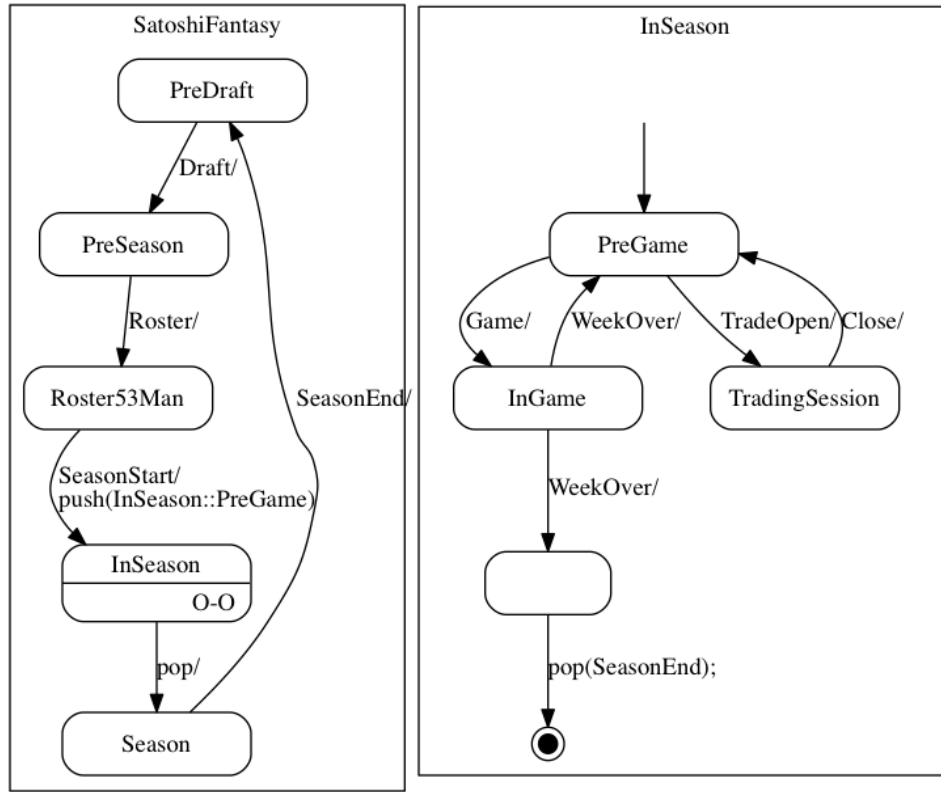 SatoshiFantasy
PreDraft
Draft/
PreSeason
Roster/
Roster53Man
SeasonEnd/
SeasonStart/
push(InSeason::PreGame)
InSeason
O-O
pop/
Season
InSeason
PreGame
Game/
WeekOver/
TradeOpen/
Close/
InGame
TradingSession
WeekOver/
pop(SeasonEnd);